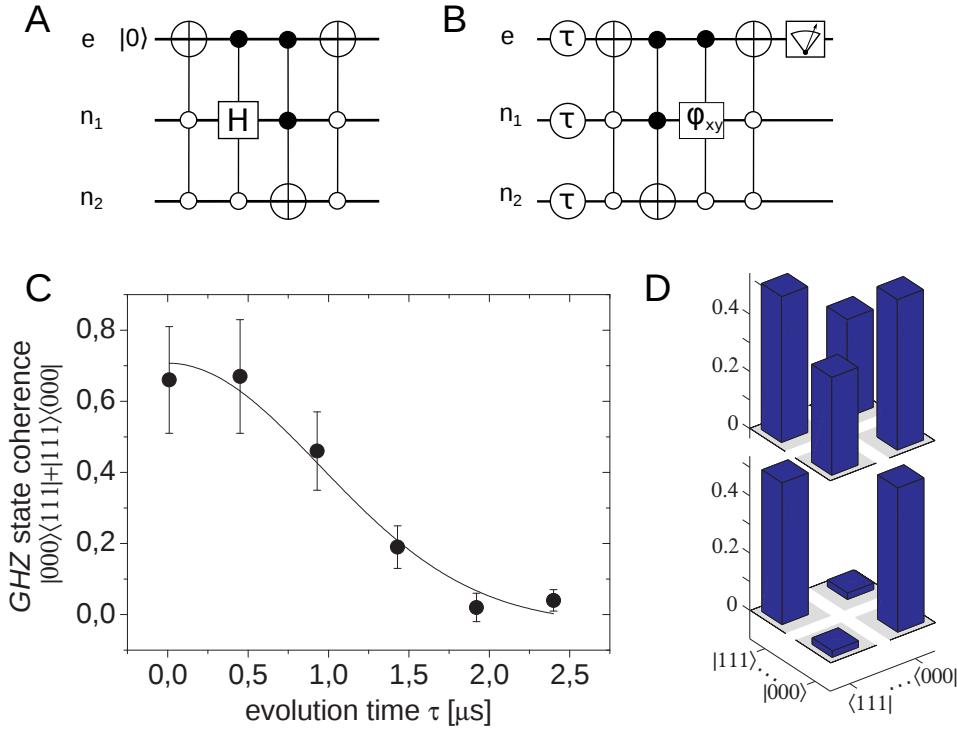 A
e |0⟩
n₁ H
n₂
B
e τ
n₁ τ φxy
n₂ τ
C
GHZ state coherence
|000⟩⟨111|+|111⟩⟨000|
0,8
0,6
0,4
0,2
0,0
0,0 0,5 1,0 1,5 2,0 2,5
evolution time τ [μs]
D
0.4
0.2
0
0.4
0.2
0
|111⟩ ... |000⟩
⟨111| ... ⟨000|